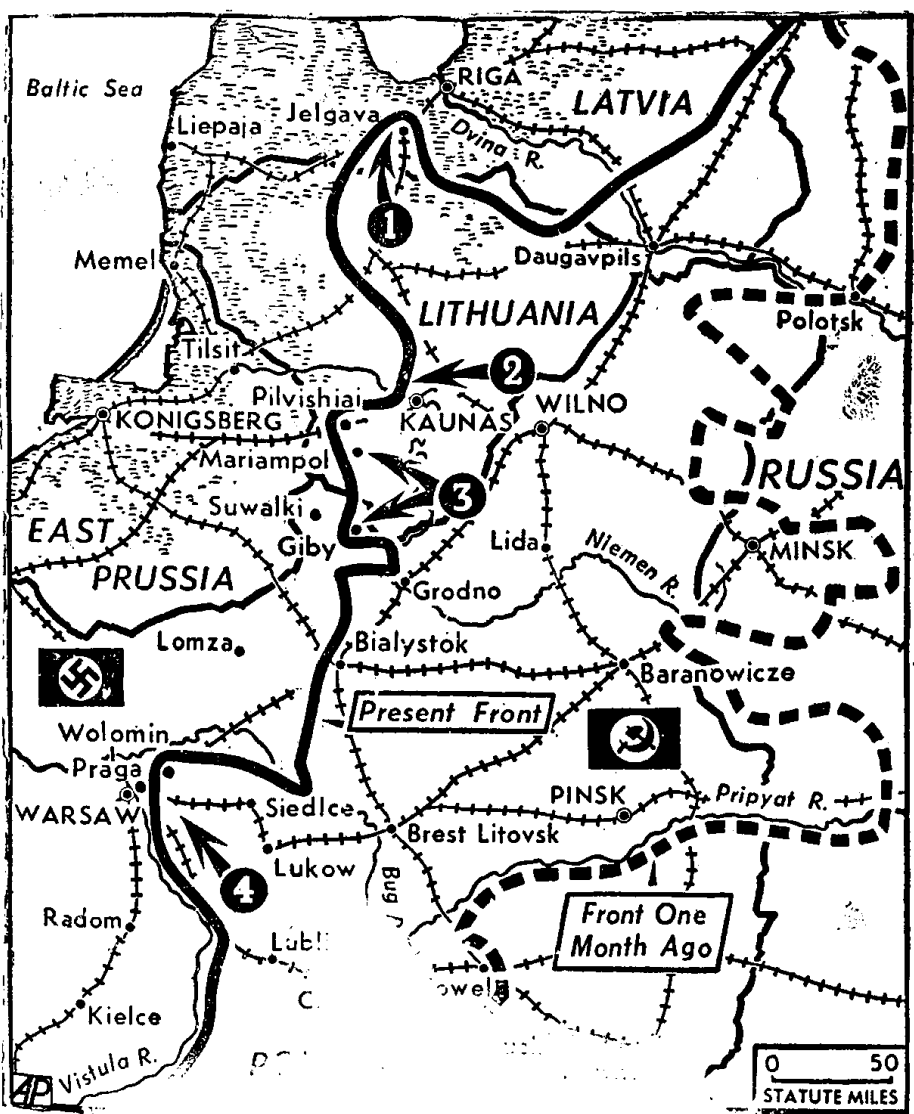 Baltic Sea
RIGA
LATVIA
Jelgava
Liepaja
Dvina R.
1
Memel
Daugavpils
LITHUANIA
Polotsk
Tilsit
2
Pilvishiai
KONIGSBERG
KAUNAS
WILNO
Mariampol
RUSSIA
3
Suwalki
EAST
PRUSSIA
Giby
Lida
Niemen R.
MINSK
Grodno
Lomza
Bialystok
Baranowicze
Present Front
Wolomin
Praga
WARSAW
Siedlce
PINSK
Pripyat R.
Brest Litovsk
Lukow
4
Bug
Radom
Front One
Month Ago
Kielce
Vistula R.
AP
0 50
STATUTE MILES